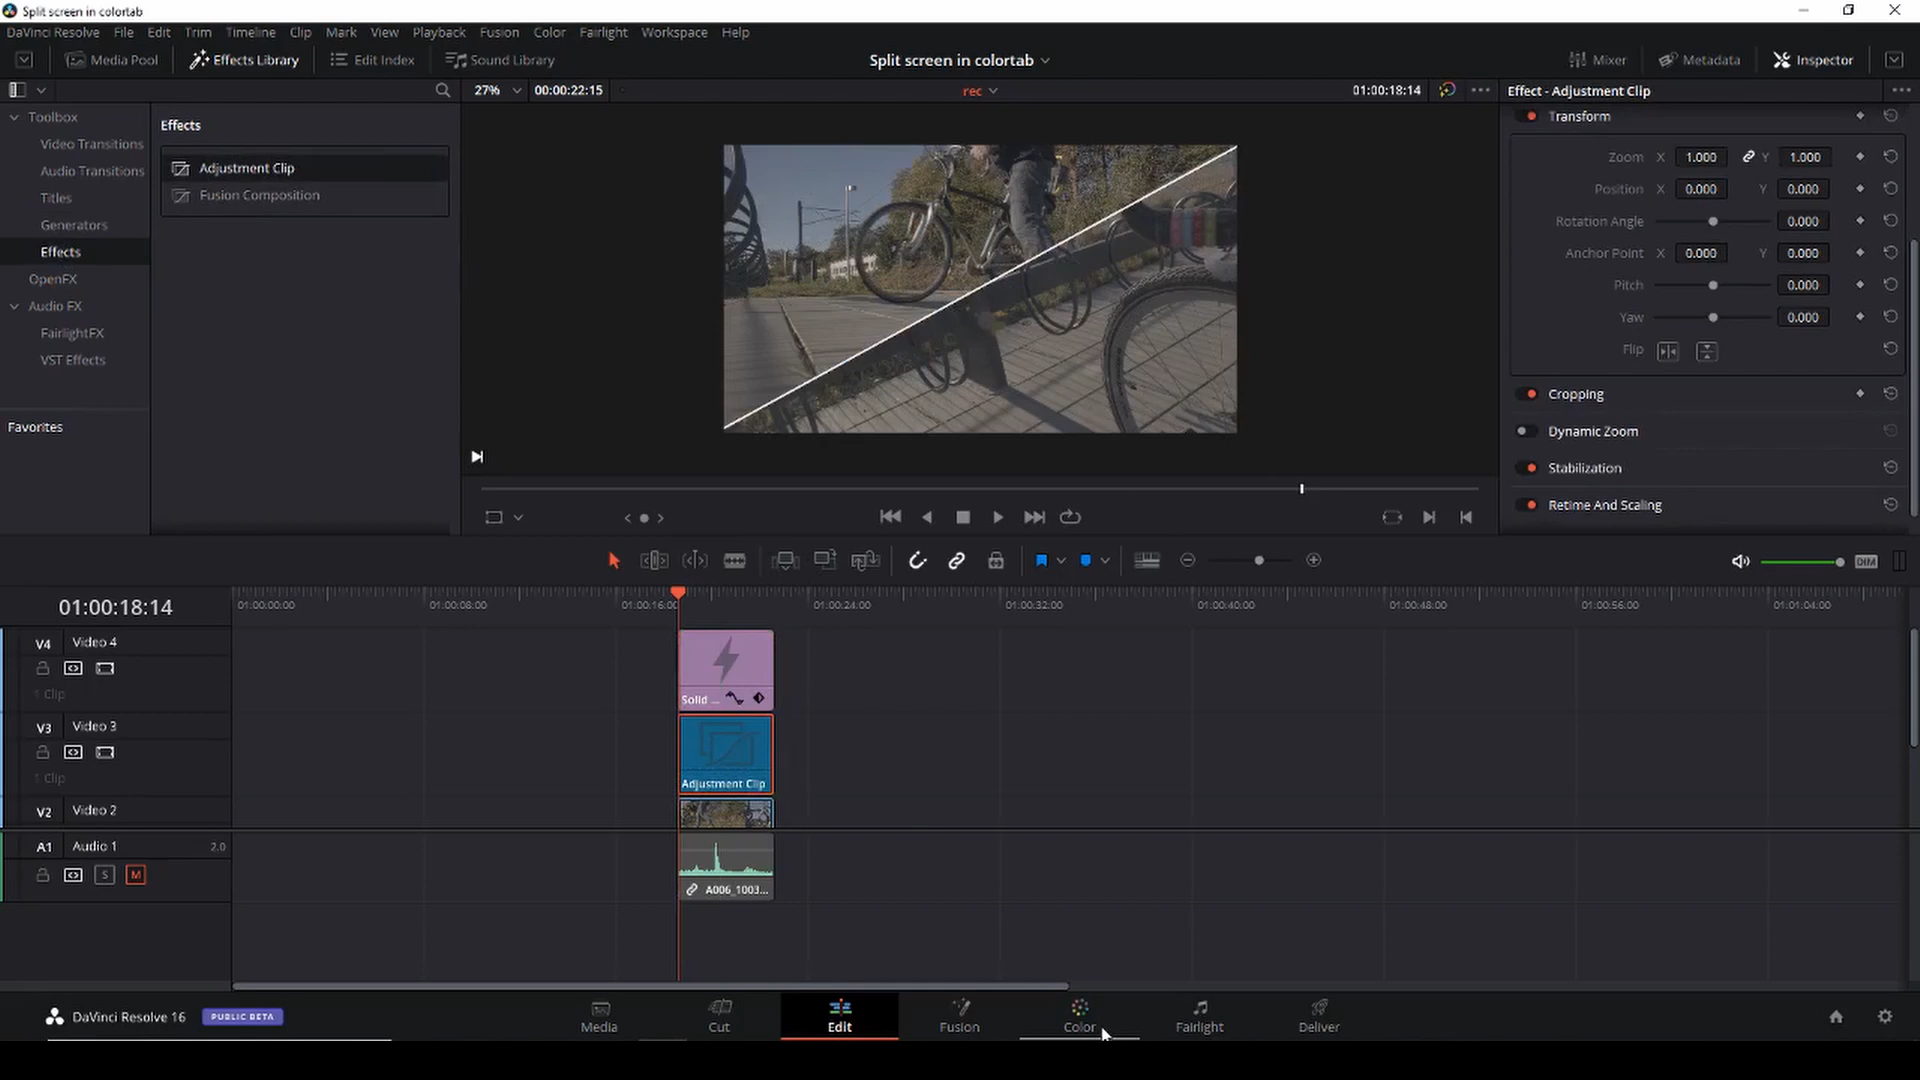 Split screen in colortab
DaVinci Resolve File Edit Trim Timeline Clip Mark View Playback Fusion Color Fairlight Workspace Help
Media Pool Effects Library Edit Index Sound Library Split screen in colortab Mixer Metadata Inspector
27% 00:00:22:15 rec 01:00:18:14 Effect - Adjustment Clip
Toolbox
Video Transitions
Audio Transitions
Titles
Generators
Effects
OpenFX
Audio FX
FairlightFX
VST Effects
Favorites
Effects
Adjustment Clip
Fusion Composition
Transform
Zoom X 1.000 Y 1.000
Position X 0.000 Y 0.000
Rotation Angle 0.000
Anchor Point X 0.000 Y 0.000
Pitch 0.000
Yaw 0.000
Flip
Cropping
Dynamic Zoom
Stabilization
Retime And Scaling
DIM
01:00:18:14
01:00:00:00 01:00:08:00 01:00:16:00 01:00:24:00 01:00:32:00 01:00:40:00 01:00:48:00 01:00:56:00 01:01:04:00
V4 Video 4
1 Clip
Solid ...
V3 Video 3
1 Clip
Adjustment Clip
V2 Video 2
A1 Audio 1 2.0
S M
A006_1003...
DaVinci Resolve 16 PUBLIC BETA
Media Cut Edit Fusion Color Fairlight Deliver